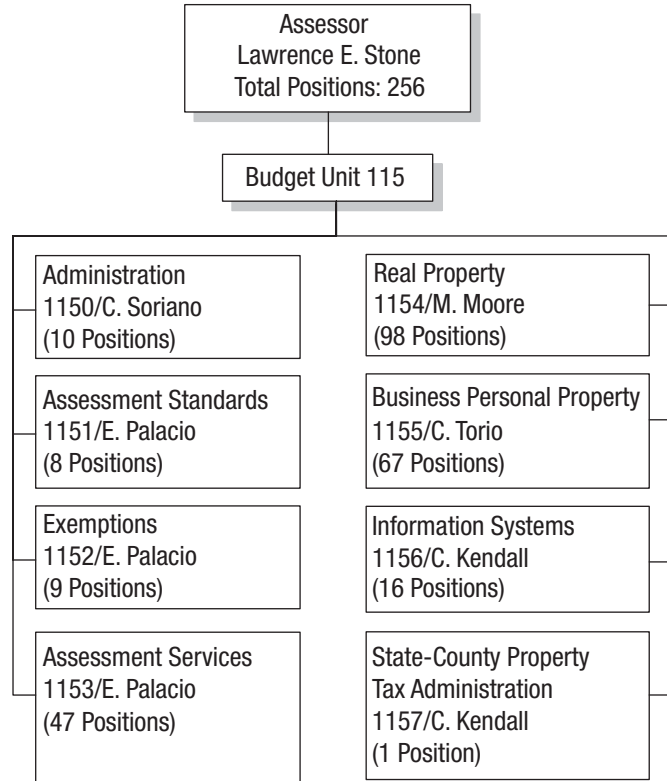 Assessor
Lawrence E. Stone
Total Positions: 256
Budget Unit 115
Administration
1150/C. Soriano
(10 Positions)
Assessment Standards
1151/E. Palacio
(8 Positions)
Exemptions
1152/E. Palacio
(9 Positions)
Assessment Services
1153/E. Palacio
(47 Positions)
Real Property
1154/M. Moore
(98 Positions)
Business Personal Property
1155/C. Torio
(67 Positions)
Information Systems
1156/C. Kendall
(16 Positions)
State-County Property
Tax Administration
1157/C. Kendall
(1 Position)